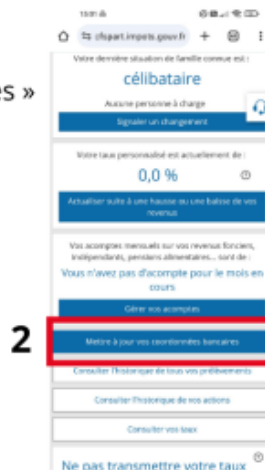 15:01
cfspart.impots.gouv.fr
es »
Votre dernière situation de famille connue est :
célibataire
Aucune personne à charge
Signaler un changement
Votre taux personnalisé est actuellement de :
0,0 %
Actualiser suite à une hausse ou une baisse de vos
revenus
Vos acomptes mensuels sur vos revenus fonciers,
indépendants, pensions alimentaires... sont de :
Vous n'avez pas d'acompte pour le mois en
cours
Gérer vos acomptes
2
Mettre à jour vos coordonnées bancaires
Consulter l'historique de tous vos prélèvements
Consulter l'historique de vos actions
Consulter vos taux
Ne pas transmettre votre taux